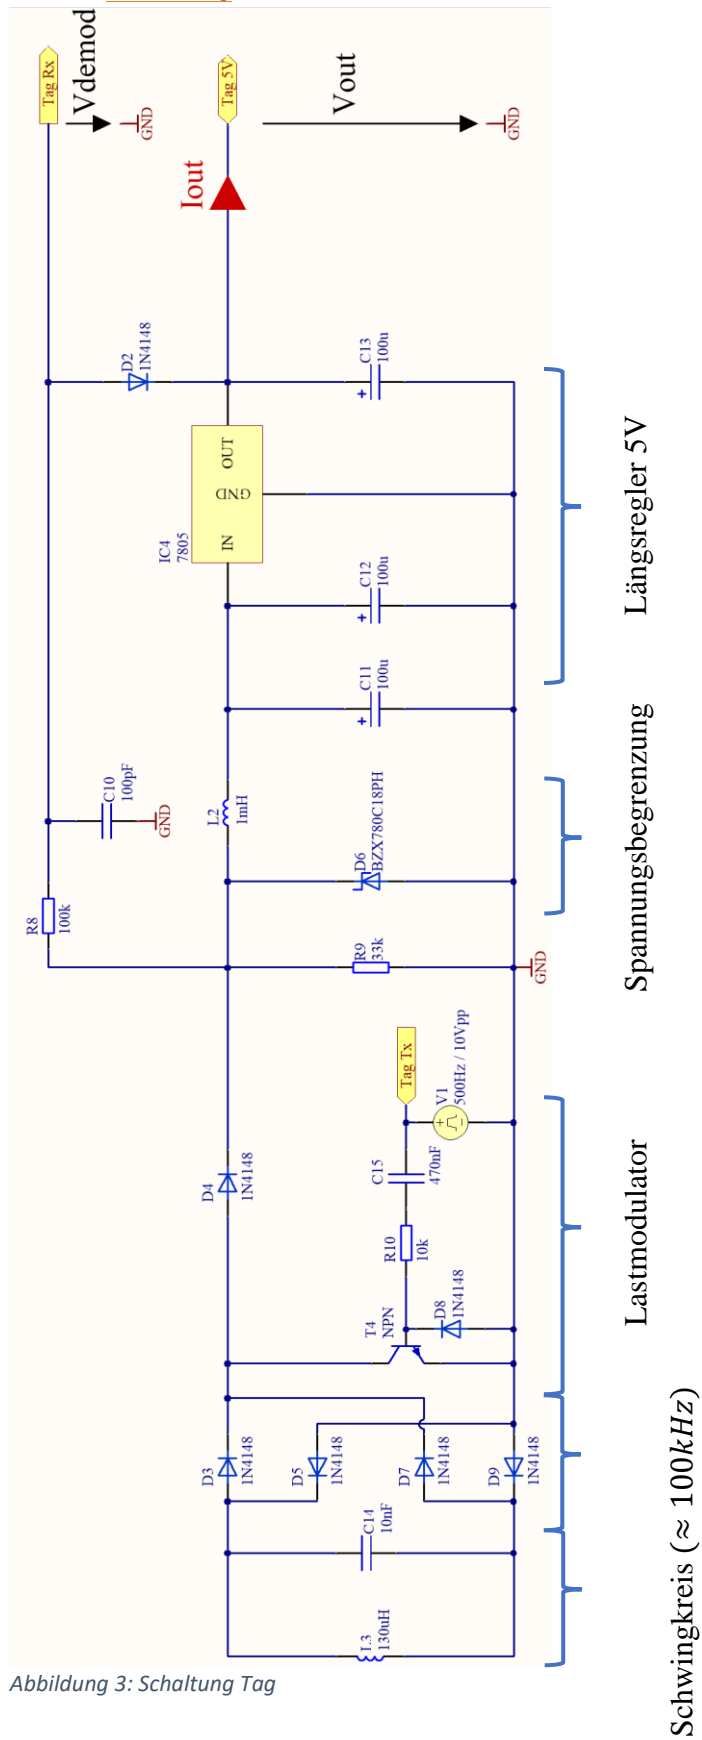 Tag Rx
Vdemod
GND
Tag 5V
Vout
GND
Iout
D2
1N4148
C13
100u
+
OUT
GND
IN
IC4
7805
C12
100u
+
C11
100u
+
Längsregler 5V
C10
100pF
GND
L2
1mH
D6
BZX780C18PH
Spannungsbegrenzung
R8
100k
R9
33k
GND
Tag Tx
V1
500Hz / 10Vpp
C15
470nF
D4
1N4148
R10
10k
T4
NPN
D8
1N4148
Lastmodulator
D3
1N4148
D5
1N4148
D7
1N4148
D9
1N4148
C14
10nF
L3
130uH
Schwingkreis (≈ 100kHz)
Abbildung 3: Schaltung Tag